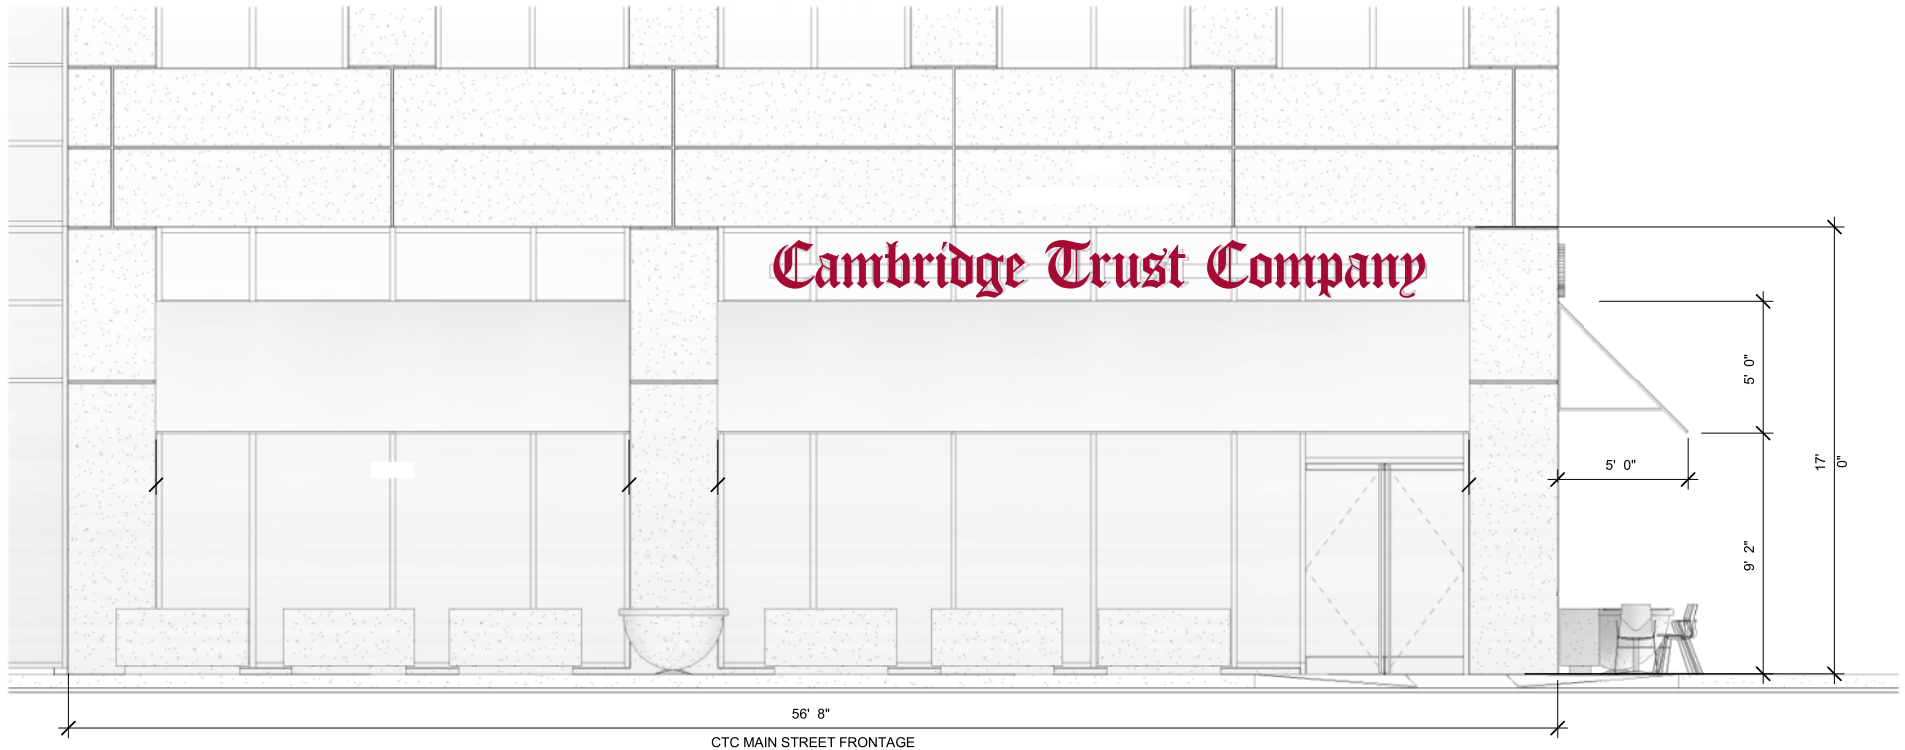 Cambridge Trust Company
5' 0"
5' 0"
17' 0"
9' 2"
56' 8"
CTC MAIN STREET FRONTAGE